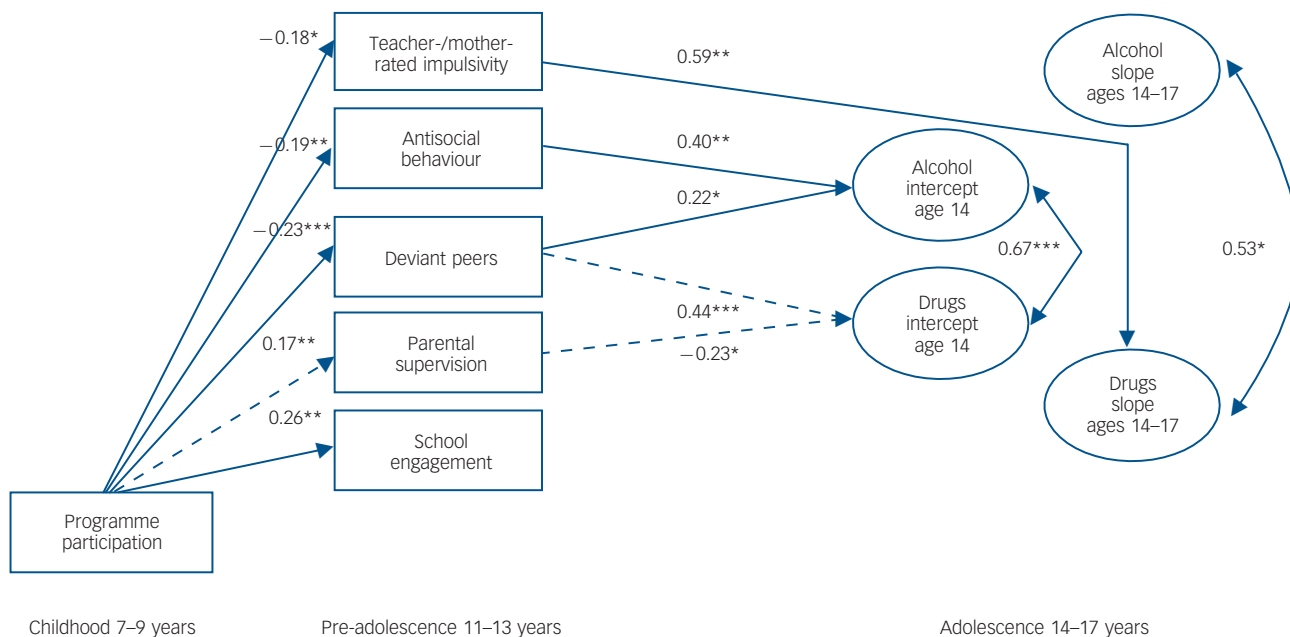 −0.18*
Teacher-/mother-
rated impulsivity
0.59**
Alcohol
slope
ages 14–17
−0.19**
Antisocial
behaviour
0.40**
Alcohol
intercept
age 14
0.22*
−0.23***
Deviant peers
0.67***
0.53*
0.44***
Drugs
intercept
age 14
0.17**
Parental
supervision
−0.23*
Drugs
slope
ages 14–17
0.26**
School
engagement
Programme
participation
Childhood 7–9 years
Pre-adolescence 11–13 years
Adolescence 14–17 years